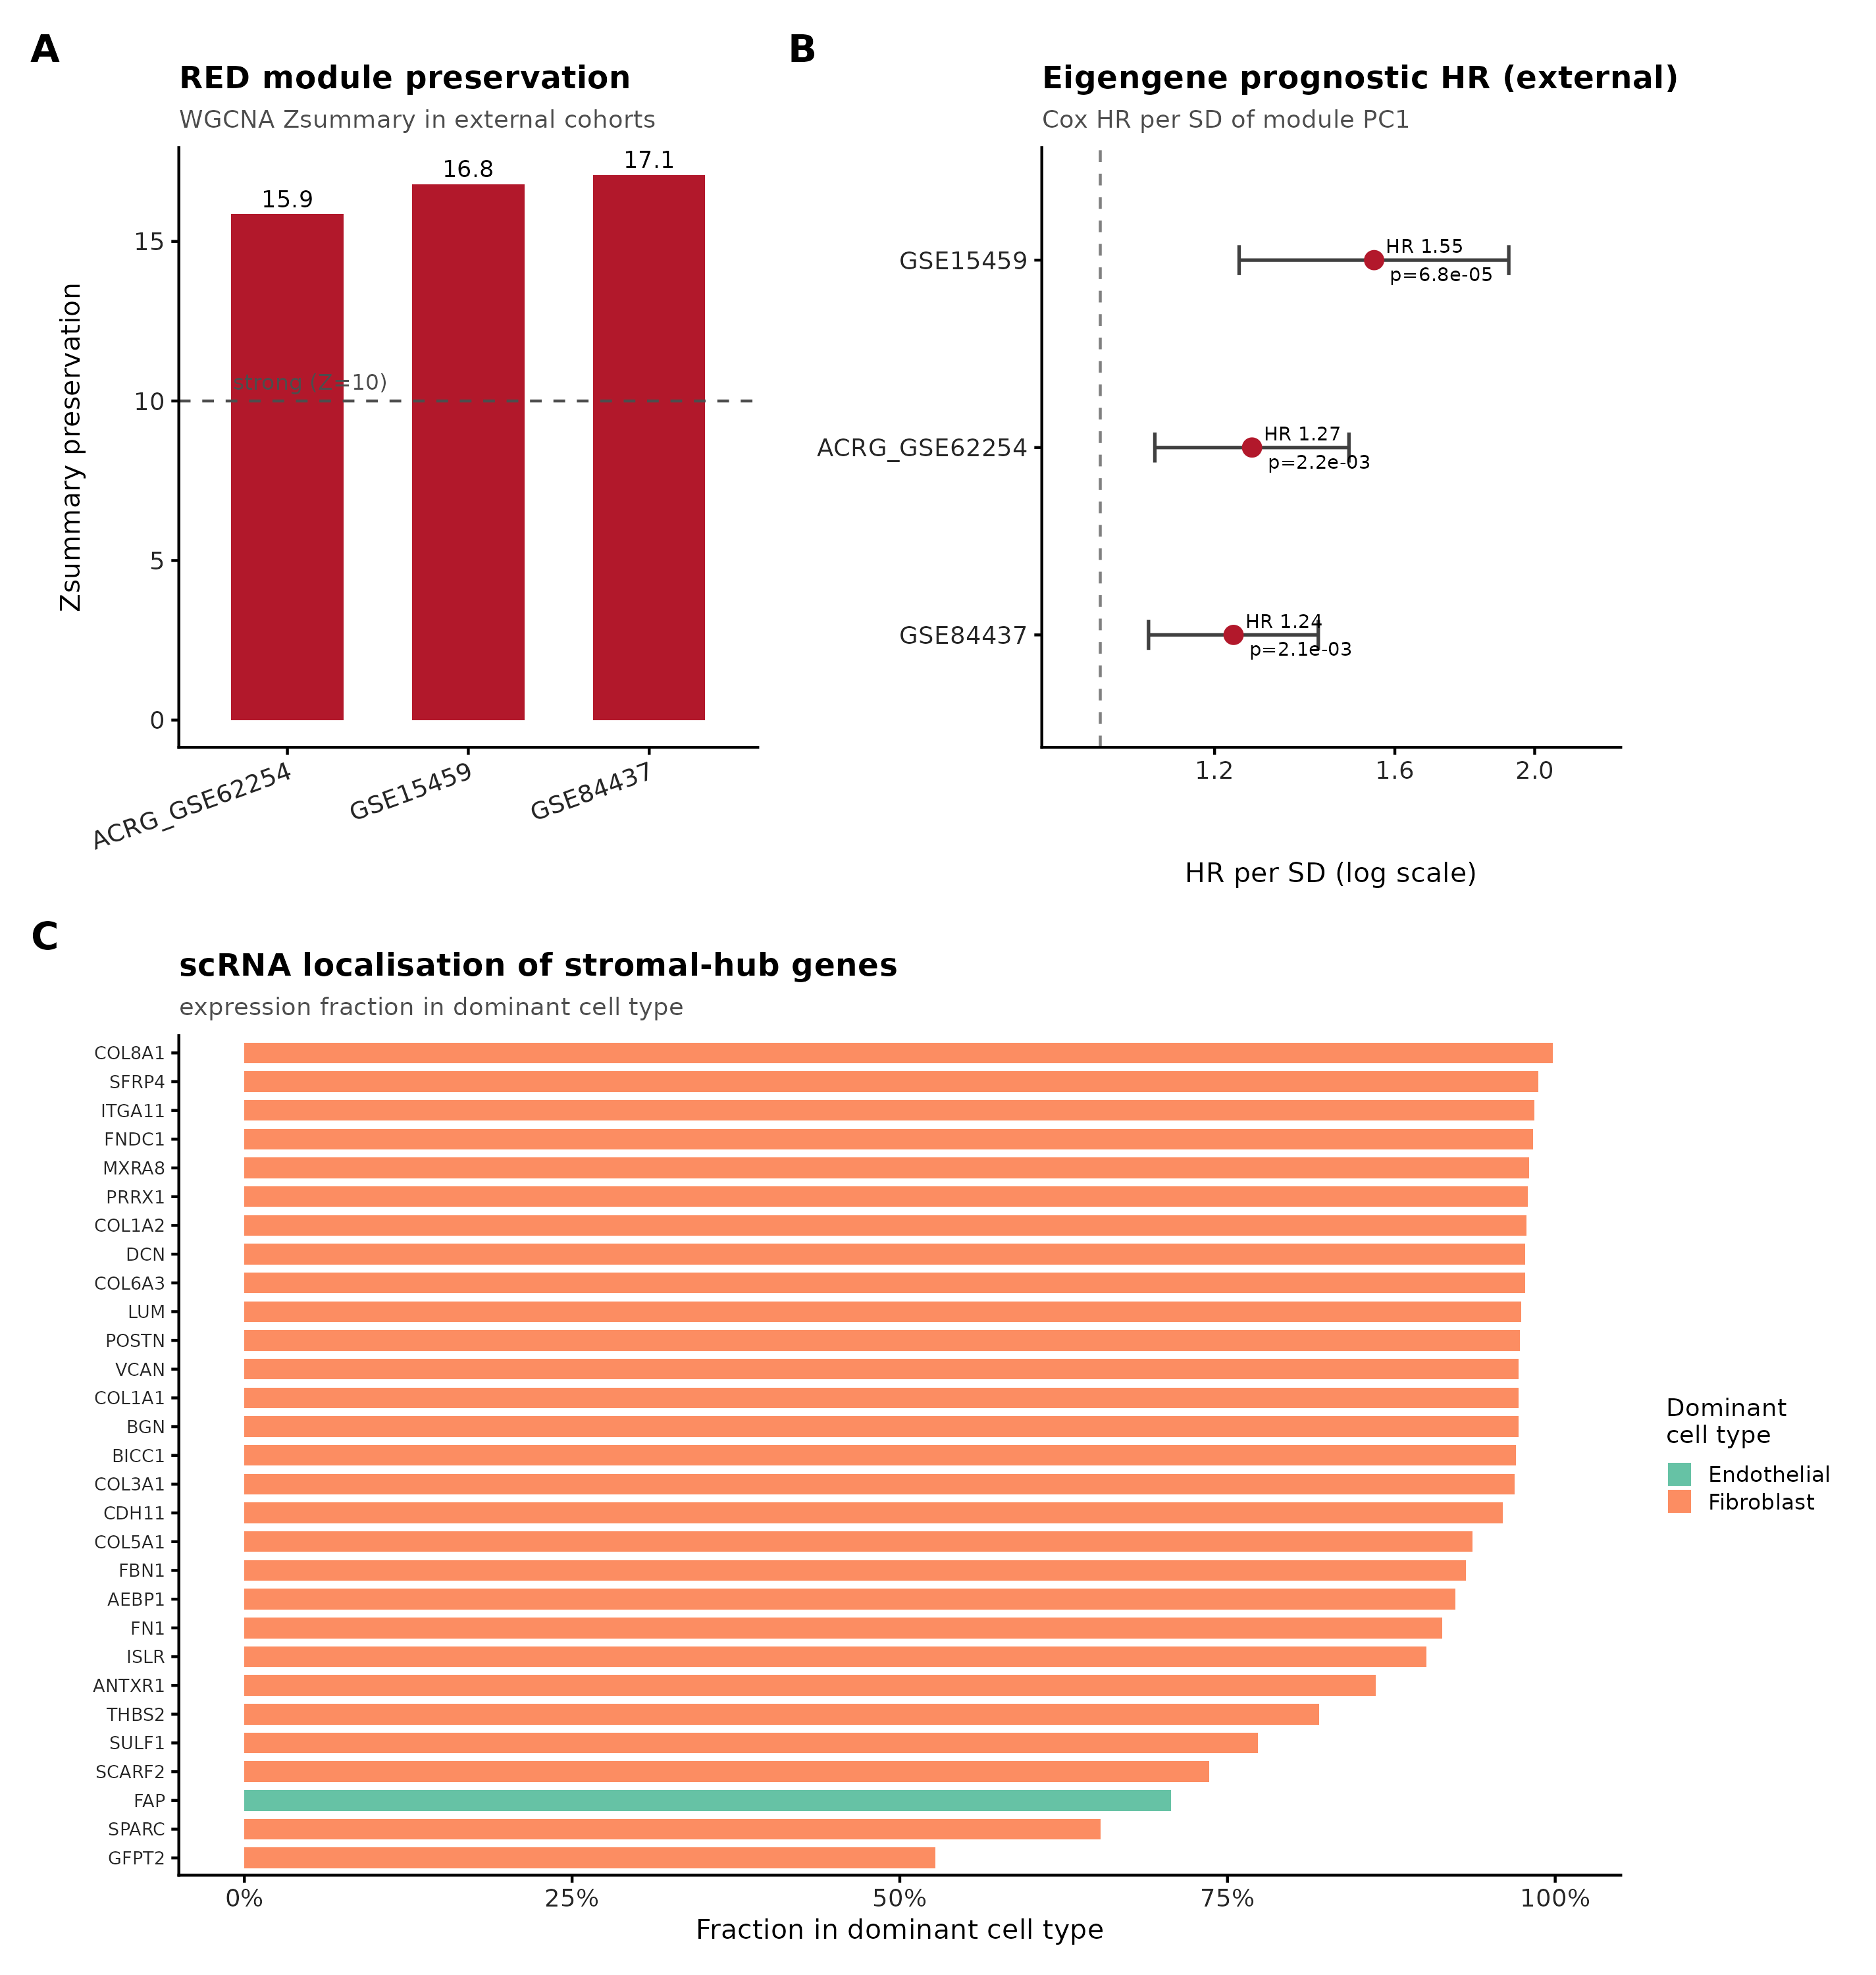 A
RED module preservation
WGCNA Zsummary in external cohorts
Zsummary preservation
15
10
5
0
15.9
16.8
17.1
strong (Z=10)
ACRG_GSE62254
GSE15459
GSE84437
B
Eigengene prognostic HR (external)
Cox HR per SD of module PC1
GSE15459
HR 1.55
p=6.8e-05
ACRG_GSE62254
HR 1.27
p=2.2e-03
GSE84437
HR 1.24
p=2.1e-03
1.2
1.6
2.0
HR per SD (log scale)
C
scRNA localisation of stromal-hub genes
expression fraction in dominant cell type
COL8A1
SFRP4
ITGA11
FNDC1
MXRA8
PRRX1
COL1A2
DCN
COL6A3
LUM
POSTN
VCAN
COL1A1
BGN
BICC1
COL3A1
CDH11
COL5A1
FBN1
AEBP1
FN1
ISLR
ANTXR1
THBS2
SULF1
SCARF2
FAP
SPARC
GFPT2
0%
25%
50%
75%
100%
Fraction in dominant cell type
Dominant
cell type
Endothelial
Fibroblast